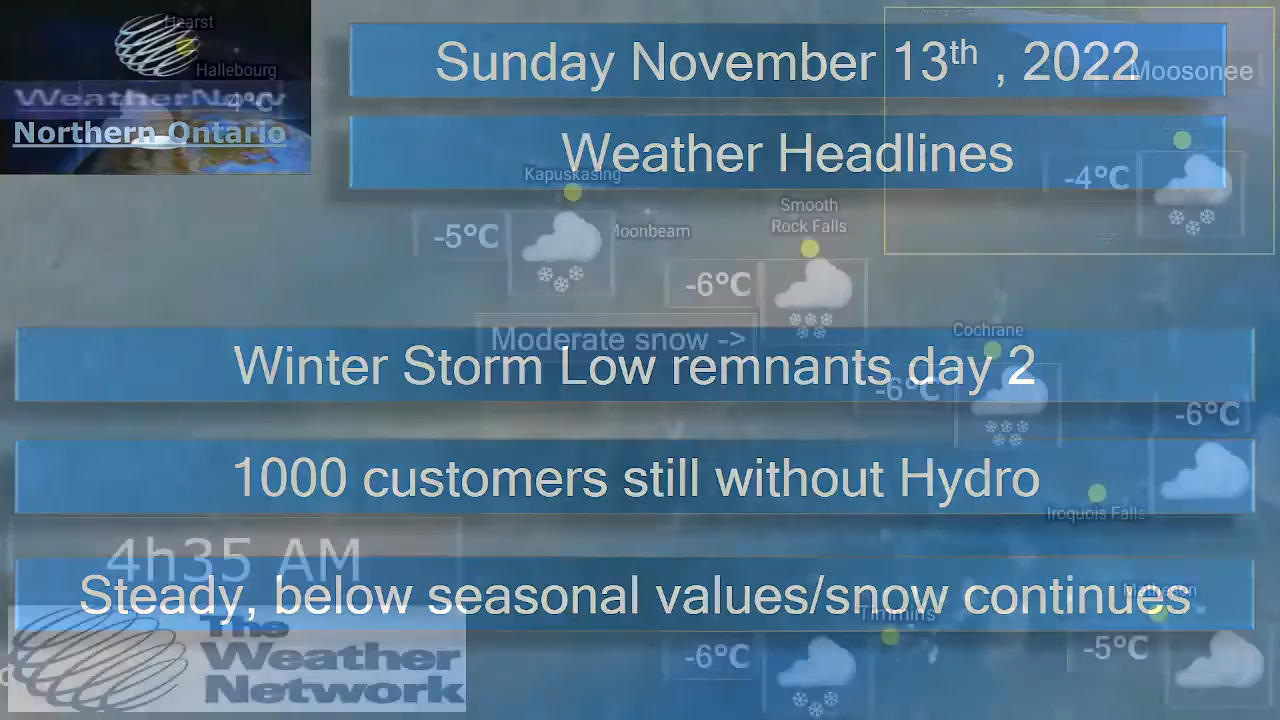 Hearst
Hallebourg
WeatherNow
-4°C
Northern Ontario
Sunday November 13th , 2022
Moosonee
Weather Headlines
Kapuskasing
-4°C
Smooth
Rock Falls
-5°C
Moonbeam
-6°C
Moderate snow ->
Cochrane
Winter Storm Low remnants day 2
-6°C
-6°C
1000 customers still without Hydro
Iroquois Falls
4h35 AM
Steady, below seasonal values/snow continues
Matheson
Timmins
The
Weather
Network
-6°C
-5°C